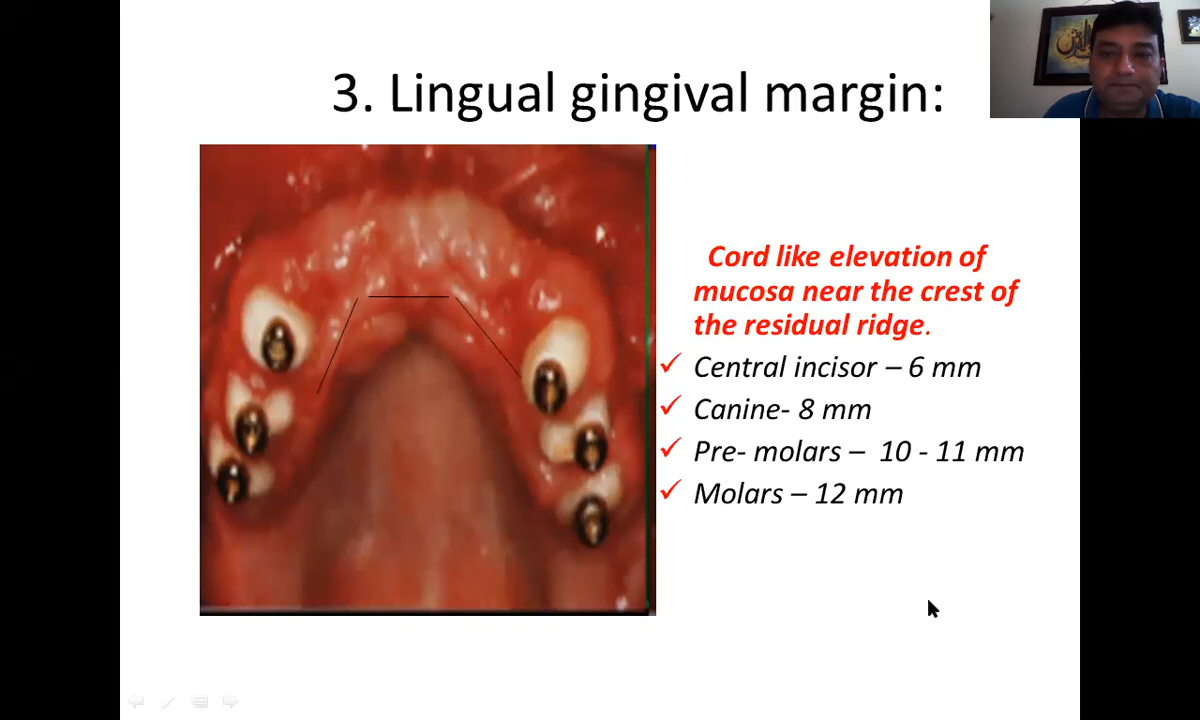 3. Lingual gingival margin:
Cord like elevation of
mucosa near the crest of
the residual ridge.
✓ Central incisor – 6 mm
✓ Canine- 8 mm
✓ Pre- molars – 10 - 11 mm
✓ Molars – 12 mm